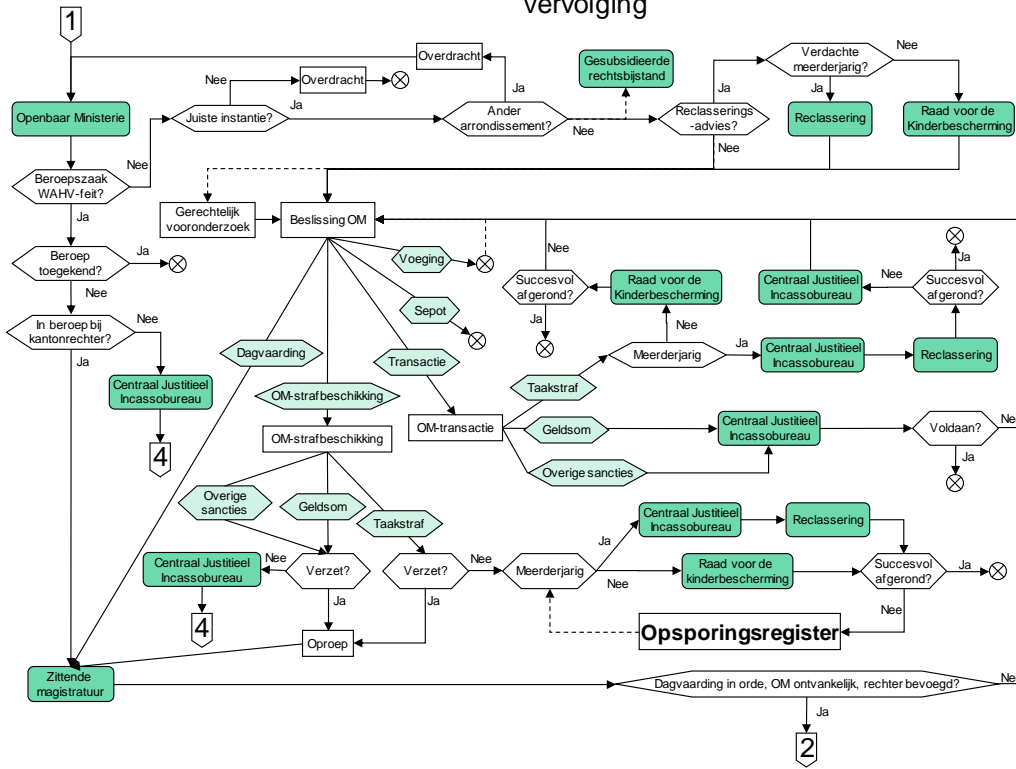 Vervolging
1
Overdracht
Nee
Overdracht
Gesubsidieerde
rechtsbijstand
Verdachte
meerderjarig?
Nee
Ja
Ja
Ja
Openbaar Ministerie
Juiste instantie?
Ja
Ander
arrondissement?
Nee
Reclasserings
-advies?
Reclassering
Raad voor de
Kinderbescherming
Nee
Nee
Beroepszaak
WAHV-feit?
Ja
Gerechtelijk
vooronderzoek
Beslissing OM
Beroep
toegekend?
Ja
Nee
Voeging
Nee
Succesvol
afgerond?
Ja
Raad voor de
Kinderbescherming
Nee
Centraal Justitieel
Incassobureau
Nee
Succesvol
afgerond?
Ja
In beroep bij
kantonrechter?
Nee
Ja
Sepot
Dagvaarding
Transactie
Meerderjarig
Ja
Centraal Justitieel
Incassobureau
Reclassering
Centraal Justitieel
Incassobureau
4
OM-strafbeschikking
Taakstraf
OM-strafbeschikking
OM-transactie
Geldsom
Centraal Justitieel
Incassobureau
Voldaan?
Nee
Ja
Overige sancties
Overige
sancties
Geldsom
Taakstraf
Centraal Justitieel
Incassobureau
Reclassering
Ja
Centraal Justitieel
Incassobureau
Nee
Verzet?
Verzet?
Nee
Meerderjarig
Nee
Raad voor de
kinderbescherming
Succesvol
afgerond?
Ja
Nee
Ja
Ja
4
Oproep
Opsporingsregister
Zittende
magistratuur
Dagvaarding in orde, OM ontvankelijk, rechter bevoegd?
Ja
2